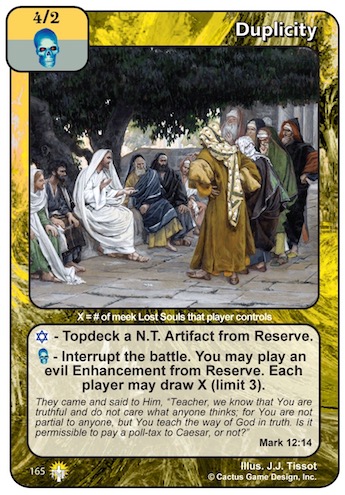 4/2
Duplicity
X = # of meek Lost Souls that player controls
- Topdeck a N.T. Artifact from Reserve.
- Interrupt the battle. You may play an
evil Enhancement from Reserve. Each
player may draw X (limit 3).
They came and said to Him, “Teacher, we know that You are
truthful and do not care what anyone thinks; for You are not
partial to anyone, but You teach the way of God in truth. Is it
permissible to pay a poll-tax to Caesar, or not?”
Mark 12:14
165
Illus. J.J. Tissot
© Cactus Game Design, Inc.